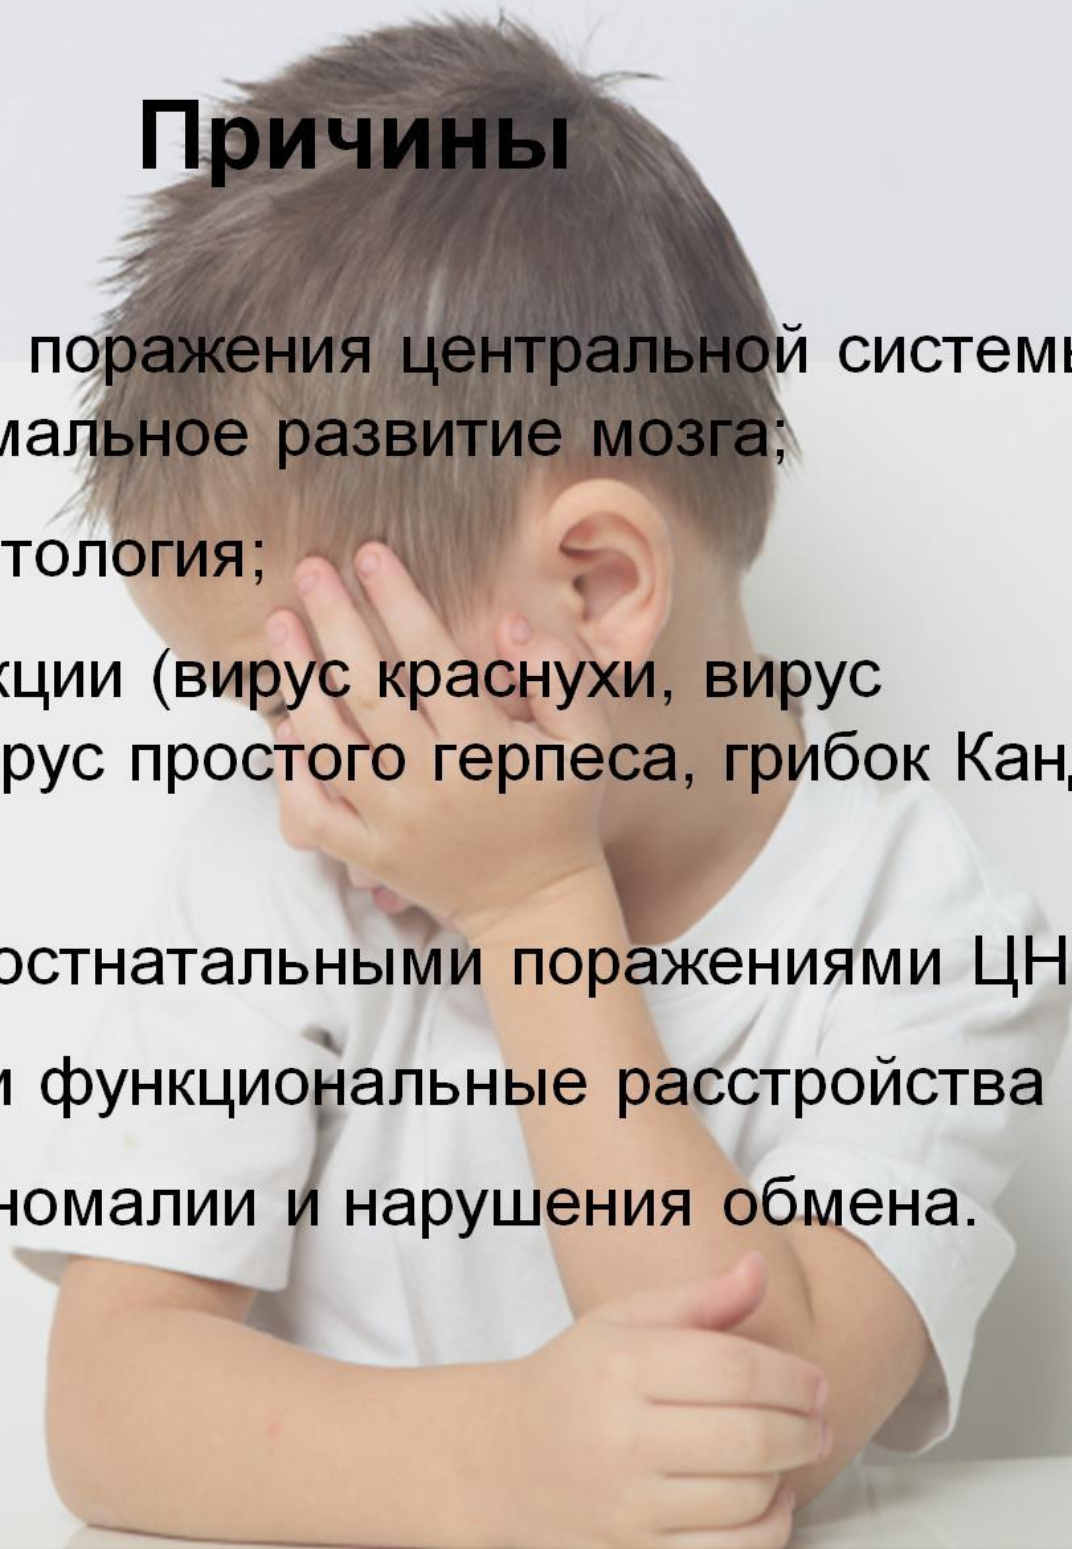 Причины
поражения центральной системы
мальное развитие мозга;
тология;
кции (вирус краснухи, вирус
рус простого герпеса, грибок Кан
остнатальными поражениями ЦН
и функциональные расстройства
номалии и нарушения обмена.